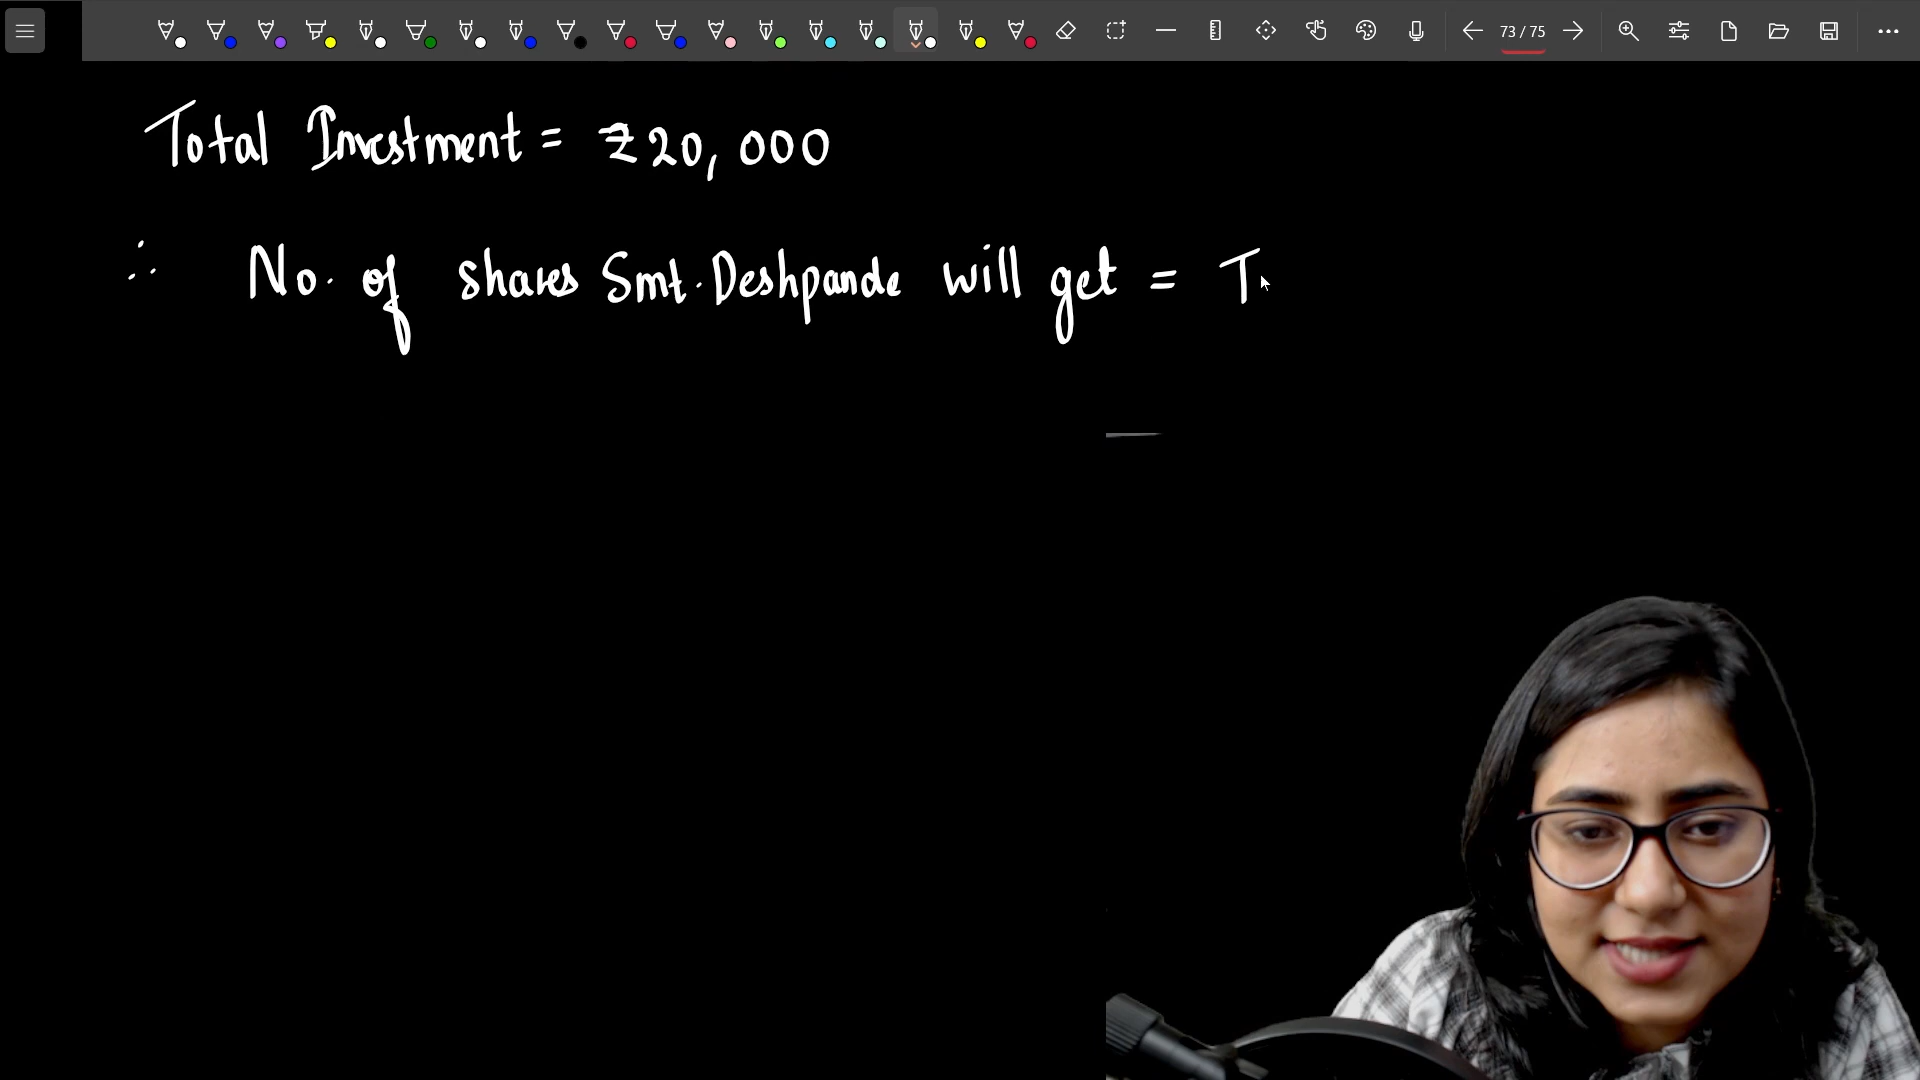 73 / 75
Total Investment = ₹20,000
∴ No. of shares Smt. Deshpande will get = T